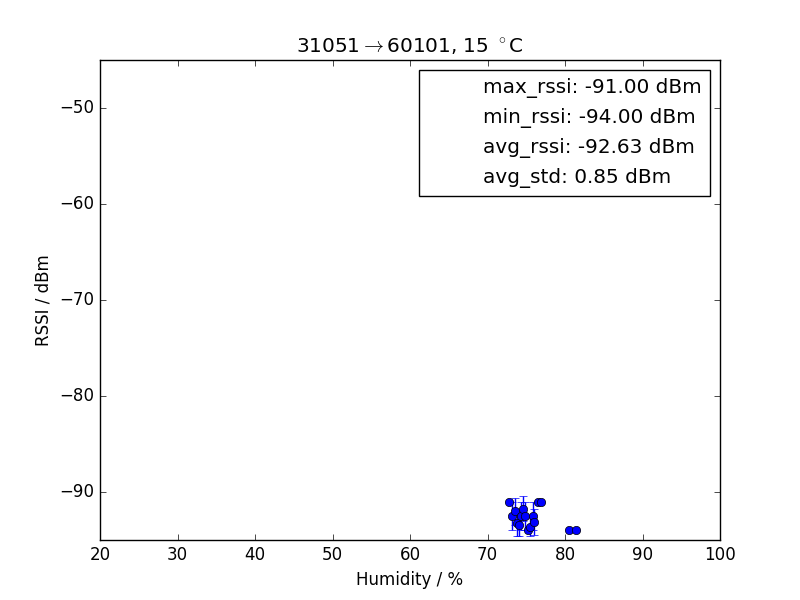 31051→60101, 15 °C
max_rssi: -91.00 dBm
min_rssi: -94.00 dBm
avg_rssi: -92.63 dBm
avg_std: 0.85 dBm
−50
−60
−70
−80
−90
RSSI / dBm
20 30 40 50 60 70 80 90 100
Humidity / %